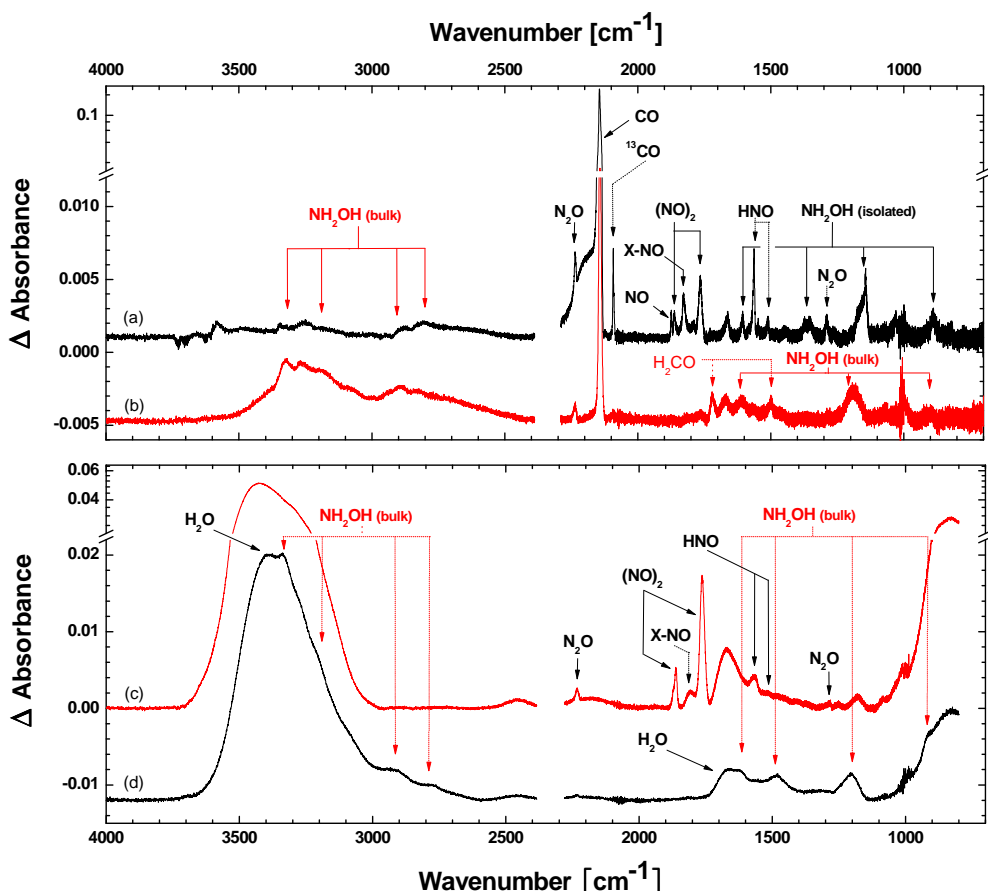 Wavenumber [cm⁻¹]
4000 3500 3000 2500 2000 1500 1000
Δ Absorbance
0.1
0.010
0.005
0.000
-0.005
CO
¹³CO
NH₂OH (bulk)
N₂O
(NO)₂
HNO
NH₂OH (isolated)
X-NO
N₂O
NO
(a)
H₂CO
NH₂OH (bulk)
(b)
Δ Absorbance
0.06
0.04
0.02
0.00
-0.01
H₂O
NH₂OH (bulk)
NH₂OH (bulk)
HNO
(NO)₂
X-NO
N₂O
N₂O
(c)
H₂O
(d)
4000 3500 3000 2500 2000 1500 1000
Wavenumber [cm⁻¹]